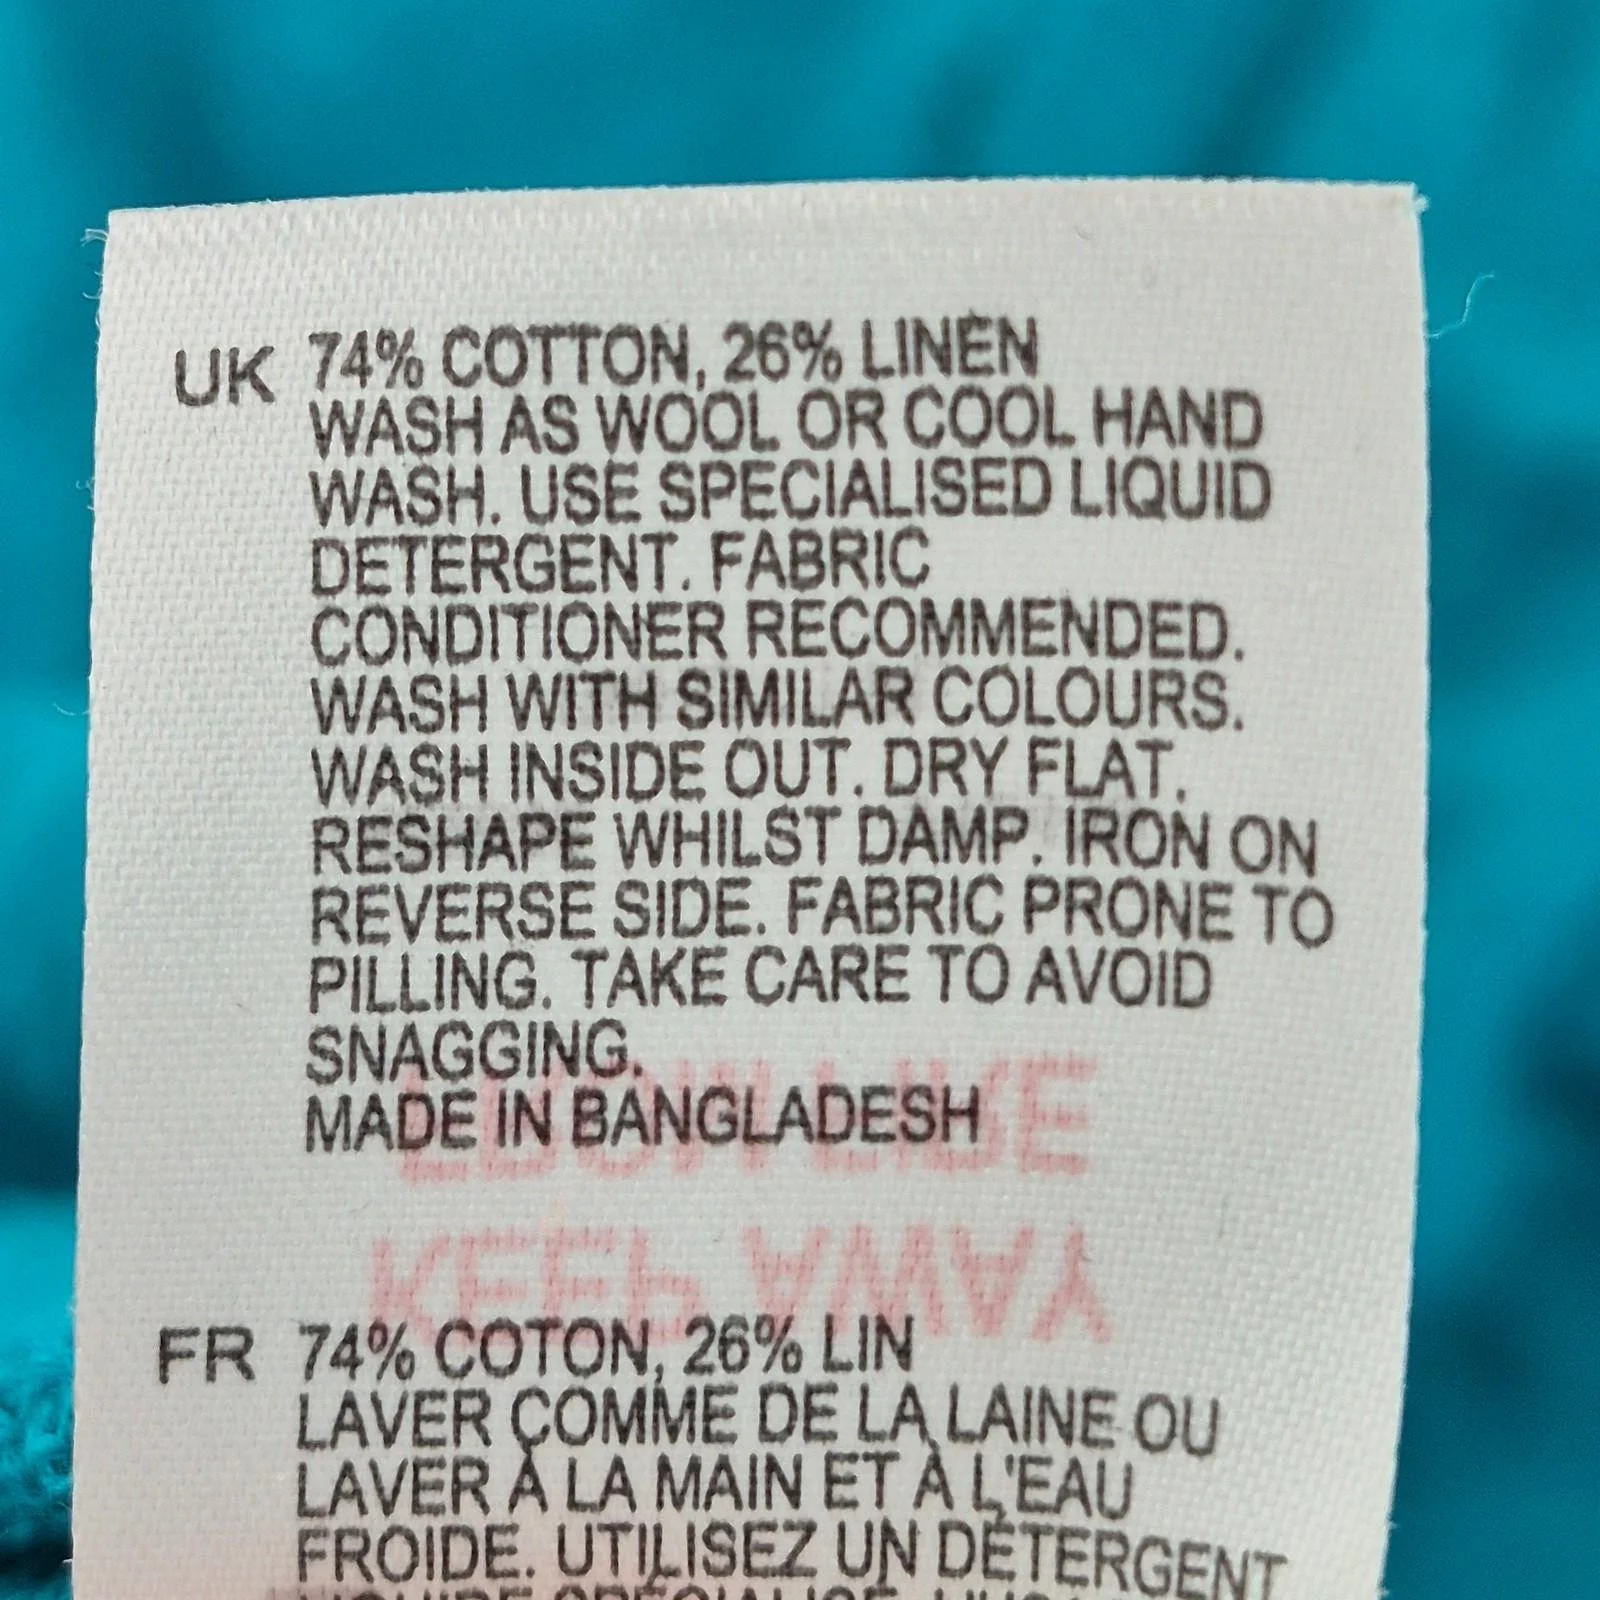 UK 74% COTTON, 26% LINEN
WASH AS WOOL OR COOL HAND
WASH. USE SPECIALISED LIQUID
DETERGENT. FABRIC
CONDITIONER RECOMMENDED.
WASH WITH SIMILAR COLOURS.
WASH INSIDE OUT. DRY FLAT.
RESHAPE WHILST DAMP. IRON ON
REVERSE SIDE. FABRIC PRONE TO
PILLING. TAKE CARE TO AVOID
SNAGGING.
MADE IN BANGLADESH
KEEP AWAY
FR 74% COTON, 26% LIN
LAVER COMME DE LA LAINE OU
LAVER À LA MAIN ET À L'EAU
FROIDE. UTILISEZ UN DÉTERGENT